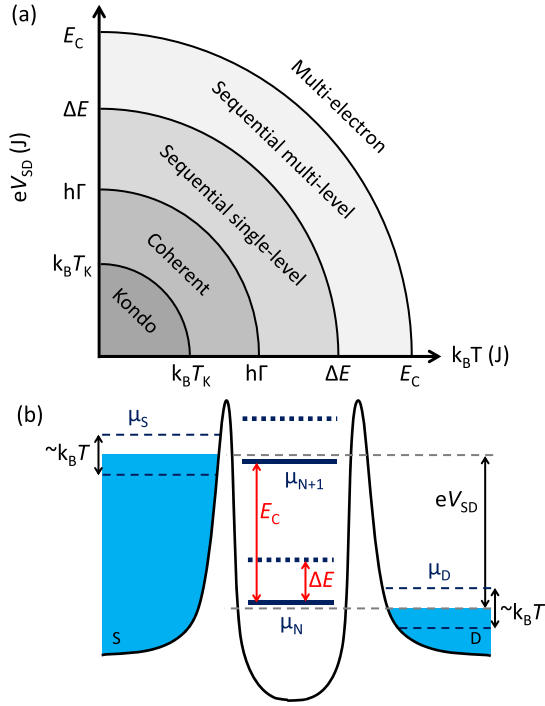 (a)
E_C
ΔE
hΓ
k_BT_K
eV_SD (J)
Multi-electron
Sequential multi-level
Sequential single-level
Coherent
Kondo
k_BT_K
hΓ
ΔE
E_C
k_BT (J)
(b)
μ_S
~k_BT
μ_N+1
E_C
ΔE
μ_N
eV_SD
μ_D
~k_BT
S
D